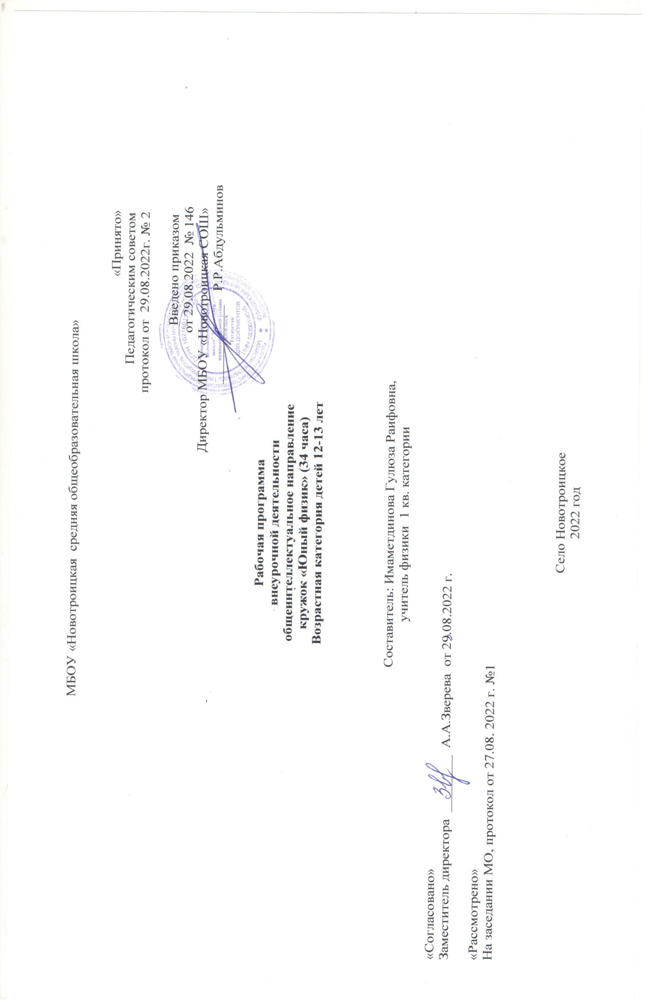 МБОУ «Новотроицкая средняя общеобразовательная школа»
«Принято»
Педагогическим советом
протокол от 29.08.2022г. № 2
Введено приказом
от 29.08.2022 № 146
Директор МБОУ «Новотроицкая СОШ»
Р.Р.Абдульминов
ДЛЯ ДОКУМЕНТОВ
Рабочая программа
внеурочной деятельности
общеинтеллектуальное направление
кружок «Юный физик» (34 часа)
Возрастная категория детей 12-13 лет
Составитель: Имаметдинова Гулюза Раифовна,
учитель физики 1 кв. категории
«Согласовано»
Заместитель директора А.А.Зверева от 29.08.2022 г.
«Рассмотрено»
На заседании МО, протокол от 27.08. 2022 г. №1
Село Новотроицкое
2022 год